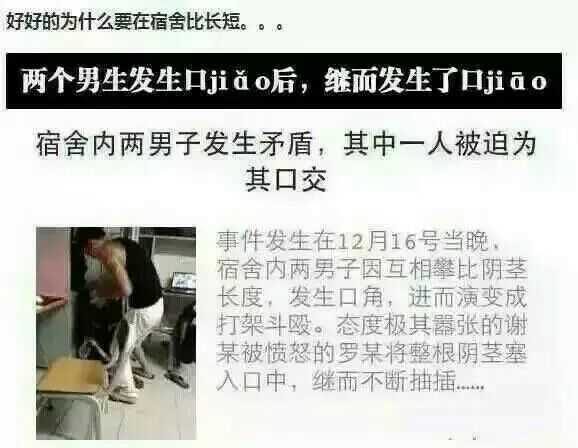 好好的为什么要在宿舍比长短。。。
两个男生发生口jiǎo后，继而发生了口jiāo
宿舍内两男子发生矛盾，其中一人被迫为
其口交
事件发生在12月16号当晚，
宿舍内两男子因互相攀比阴茎
长度，发生口角，进而演变成
打架斗殴。态度极其嚣张的谢
某被愤怒的罗某将整根阴茎塞
入口中，继而不断抽插……